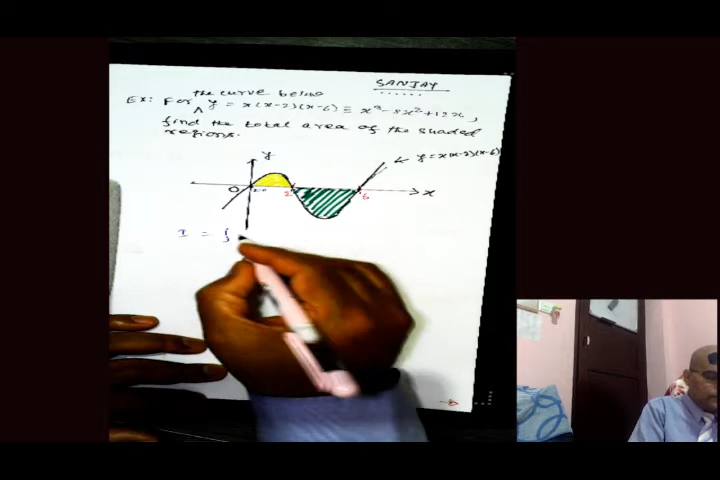 SANJAY
the curve below
Ex: For ^ y = x(x-2)(x-6) ≡ x³-8x²+12x,
find the total area of the shaded
regions.
y
y=x(x-2)(x-6)
O 2 6 x
I = ∫